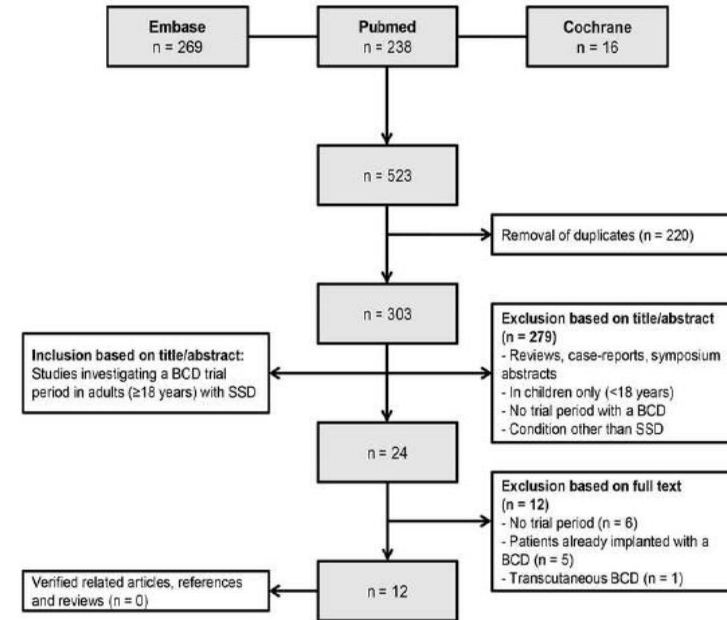 Embase
n = 269
Pubmed
n = 238
Cochrane
n = 16
n = 523
Removal of duplicates (n = 220)
n = 303
Inclusion based on title/abstract:
Studies investigating a BCD trial
period in adults (≥18 years) with SSD
Exclusion based on title/abstract
(n = 279)
- Reviews, case-reports, symposium
abstracts
- In children only (<18 years)
- No trial period with a BCD
- Condition other than SSD
n = 24
Exclusion based on full text
(n = 12)
- No trial period (n = 6)
- Patients already implanted with a
BCD (n = 5)
- Transcutaneous BCD (n = 1)
Verified related articles, references
and reviews (n = 0)
n = 12